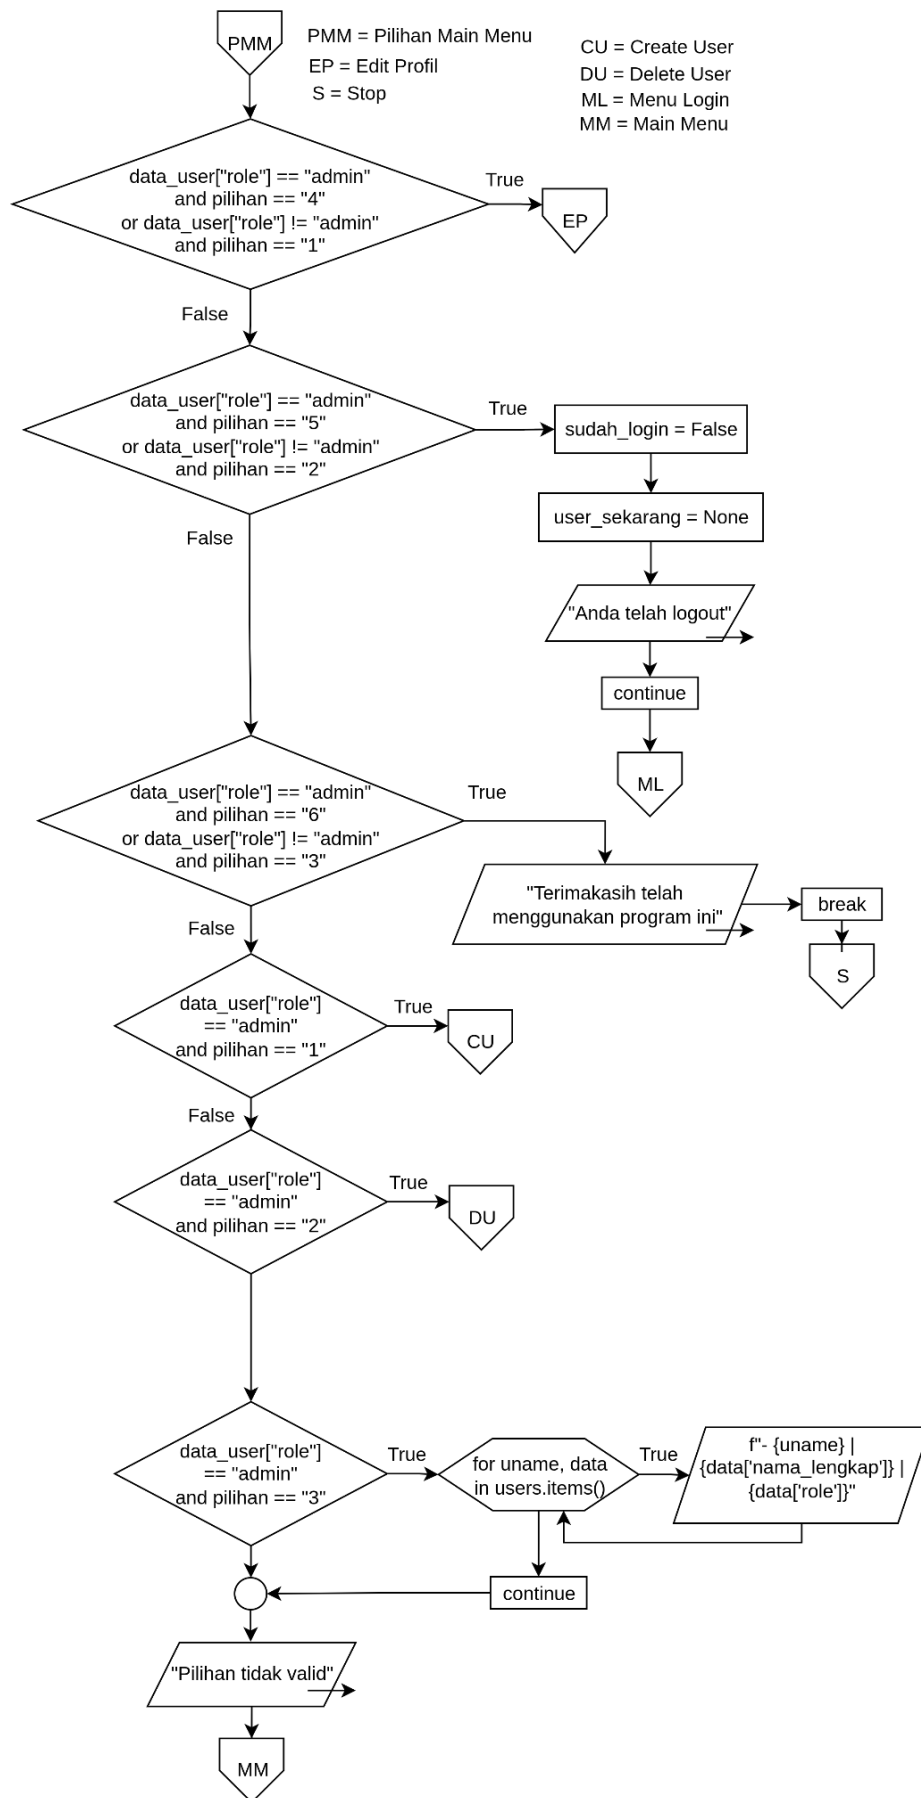 PMM
PMM = Pilihan Main Menu
EP = Edit Profil
S = Stop
CU = Create User
DU = Delete User
ML = Menu Login
MM = Main Menu
data_user["role"] == "admin"
and pilihan == "4"
or data_user["role"] != "admin"
and pilihan == "1"
True
EP
False
data_user["role"] == "admin"
and pilihan == "5"
or data_user["role"] != "admin"
and pilihan == "2"
True
sudah_login = False
user_sekarang = None
"Anda telah logout"
continue
ML
False
data_user["role"] == "admin"
and pilihan == "6"
or data_user["role"] != "admin"
and pilihan == "3"
True
"Terimakasih telah
menggunakan program ini"
break
S
False
data_user["role"]
== "admin"
and pilihan == "1"
True
CU
False
data_user["role"]
== "admin"
and pilihan == "2"
True
DU
data_user["role"]
== "admin"
and pilihan == "3"
True
for uname, data
in users.items()
True
f"- {uname} |
{data['nama_lengkap']} |
{data['role']}"
continue
"Pilihan tidak valid"
MM